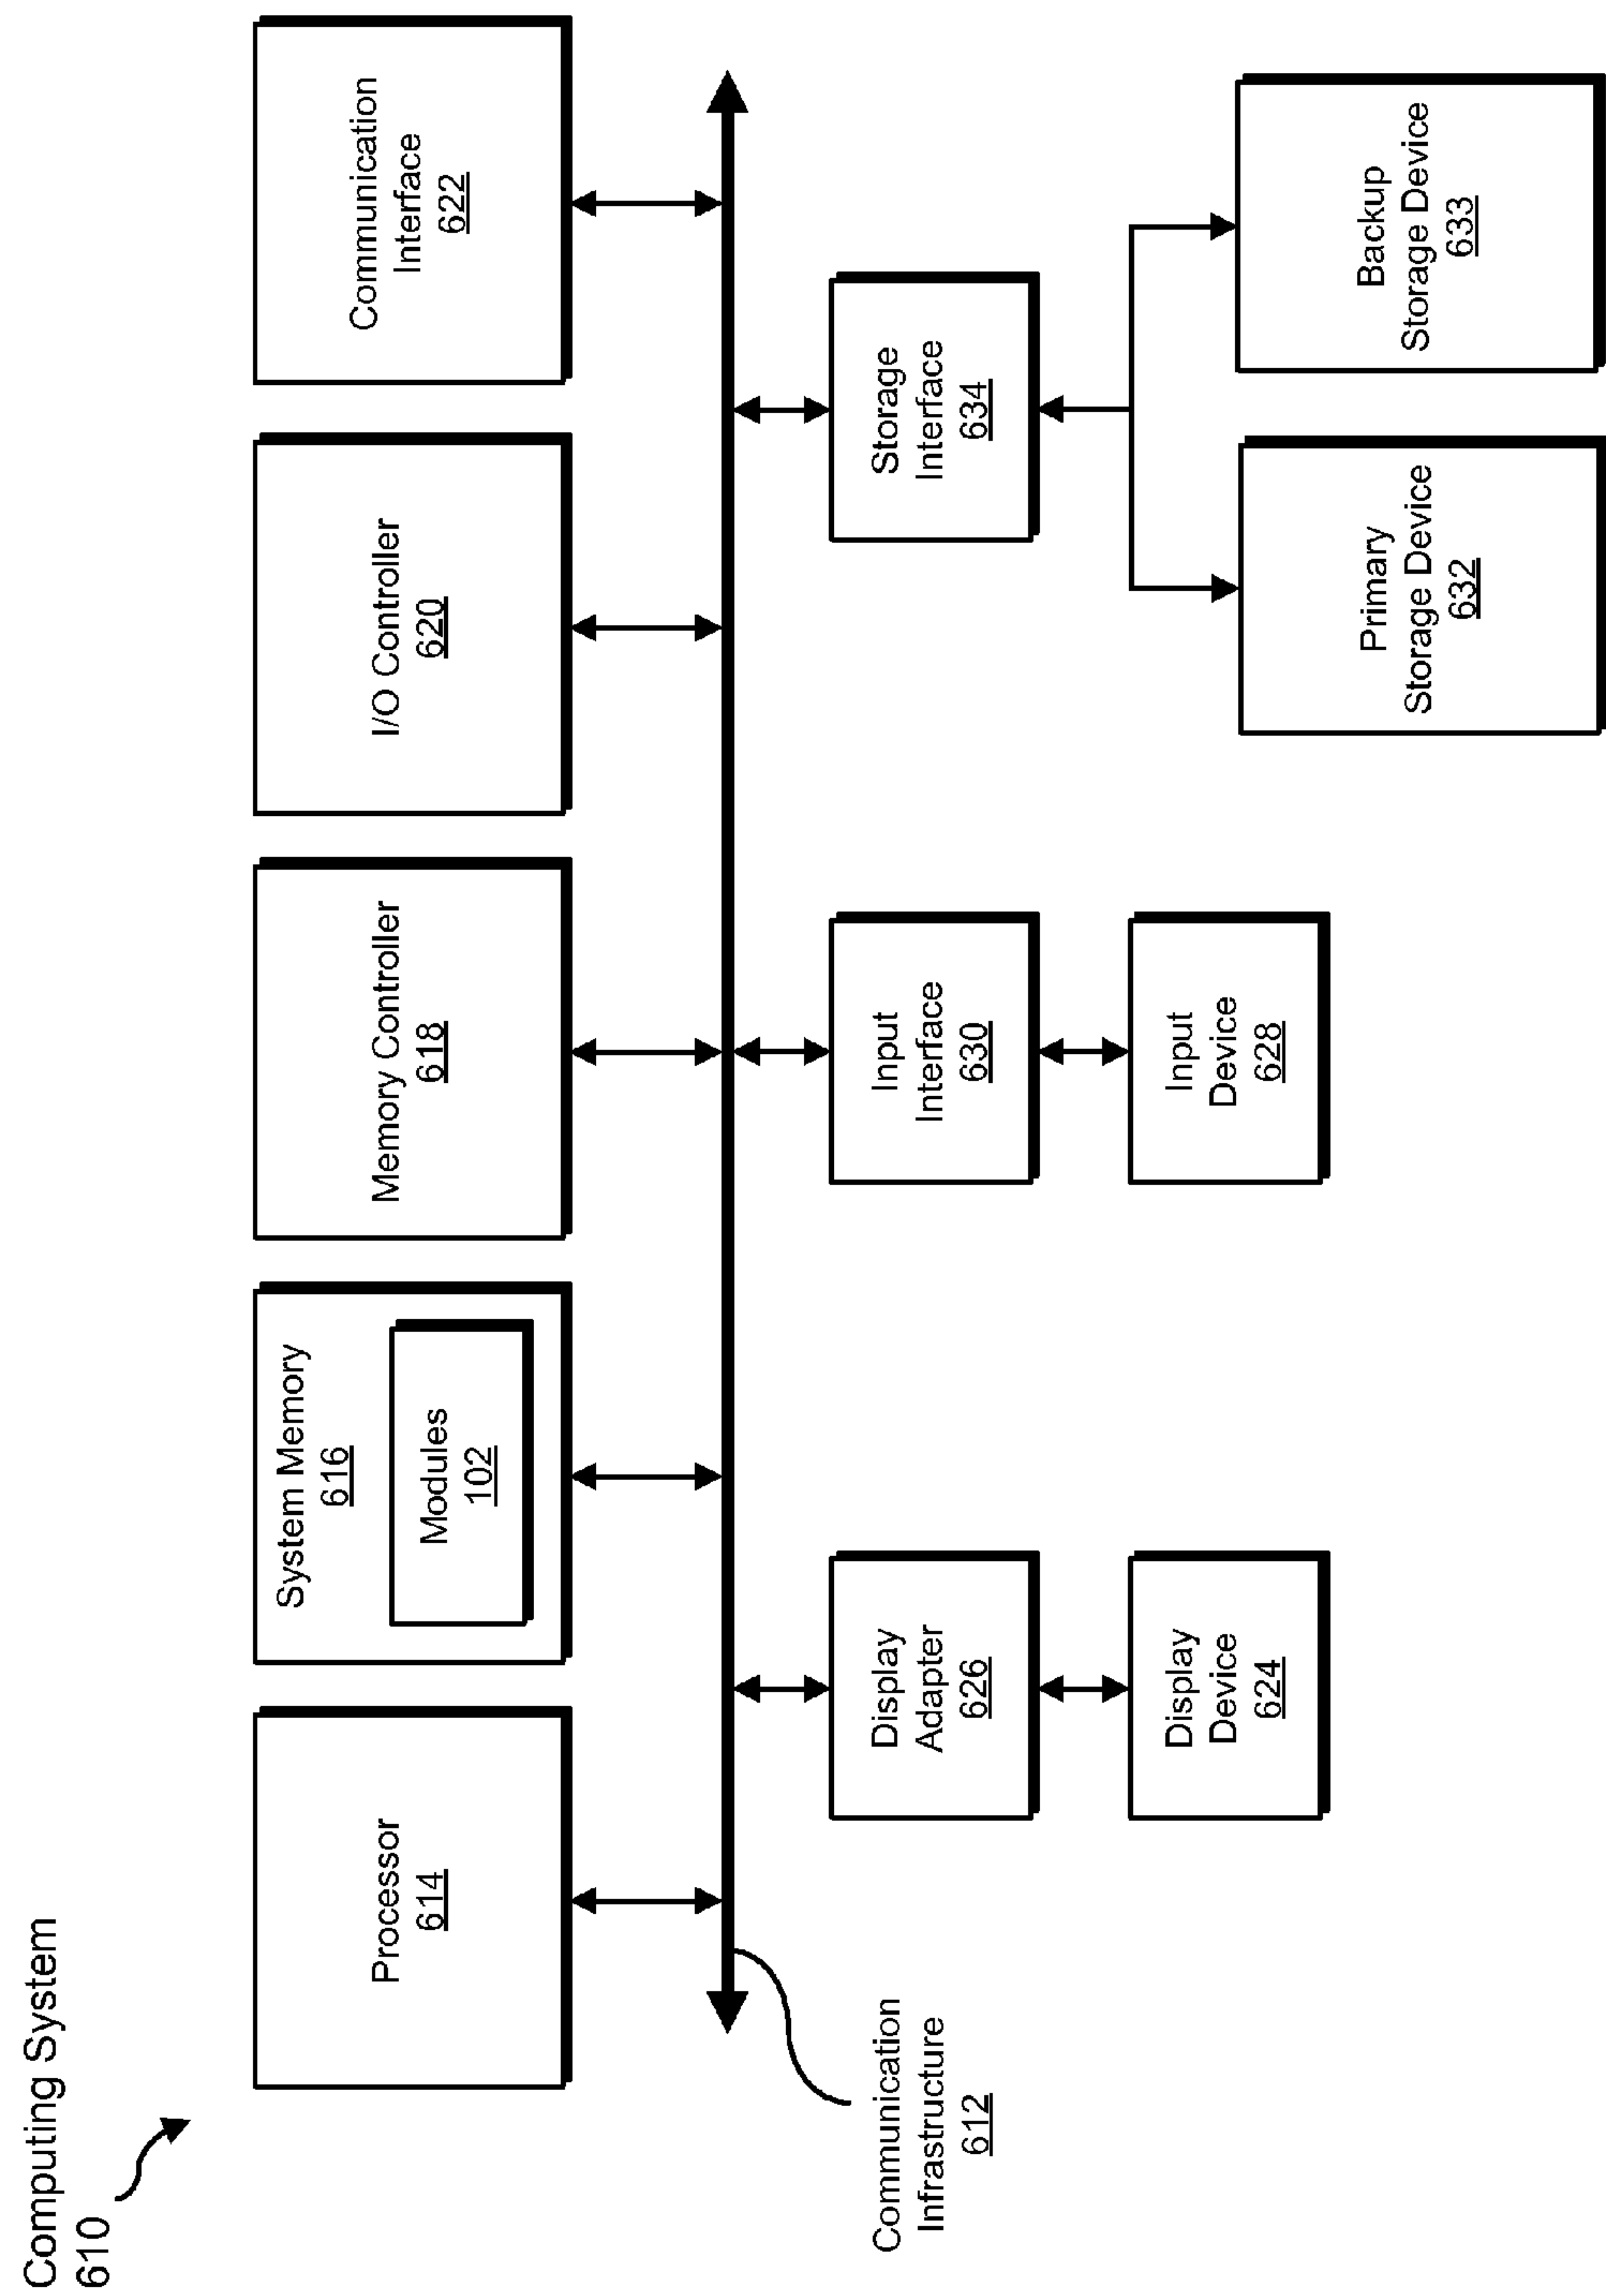 Computing System
610
Processor
614
System Memory
616
Modules
102
Memory Controller
618
I/O Controller
620
Communication
Interface
622
Communication
Infrastructure
612
Display
Adapter
626
Input
Interface
630
Storage
Interface
634
Display
Device
624
Input
Device
628
Primary
Storage Device
632
Backup
Storage Device
633